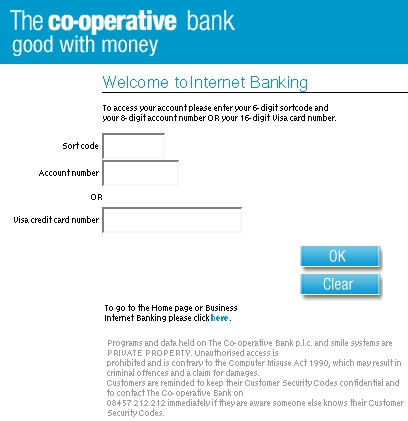 The co-operative bank
good with money
Welcome to Internet Banking
To access your account please enter your 6-digit sortcode and
your 8-digit account number OR your 16-digit Visa card number.
Sort code
Account number
OR
Visa credit card number
OK
Clear
To go to the Home page or Business
Internet Banking please click here.
Programs and data held on The Co-operative Bank p.l.c. and smile systems are
PRIVATE PROPERTY. Unauthorised access is
prohibited and is contrary to the Computer Misuse Act 1990, which may result in
criminal offences and a claim for damages.
Customers are reminded to keep their Customer Security Codes confidential and
to contact The Co-operative Bank on
08457 212 212 immediately if they are aware someone else knows their Customer
Security Codes.